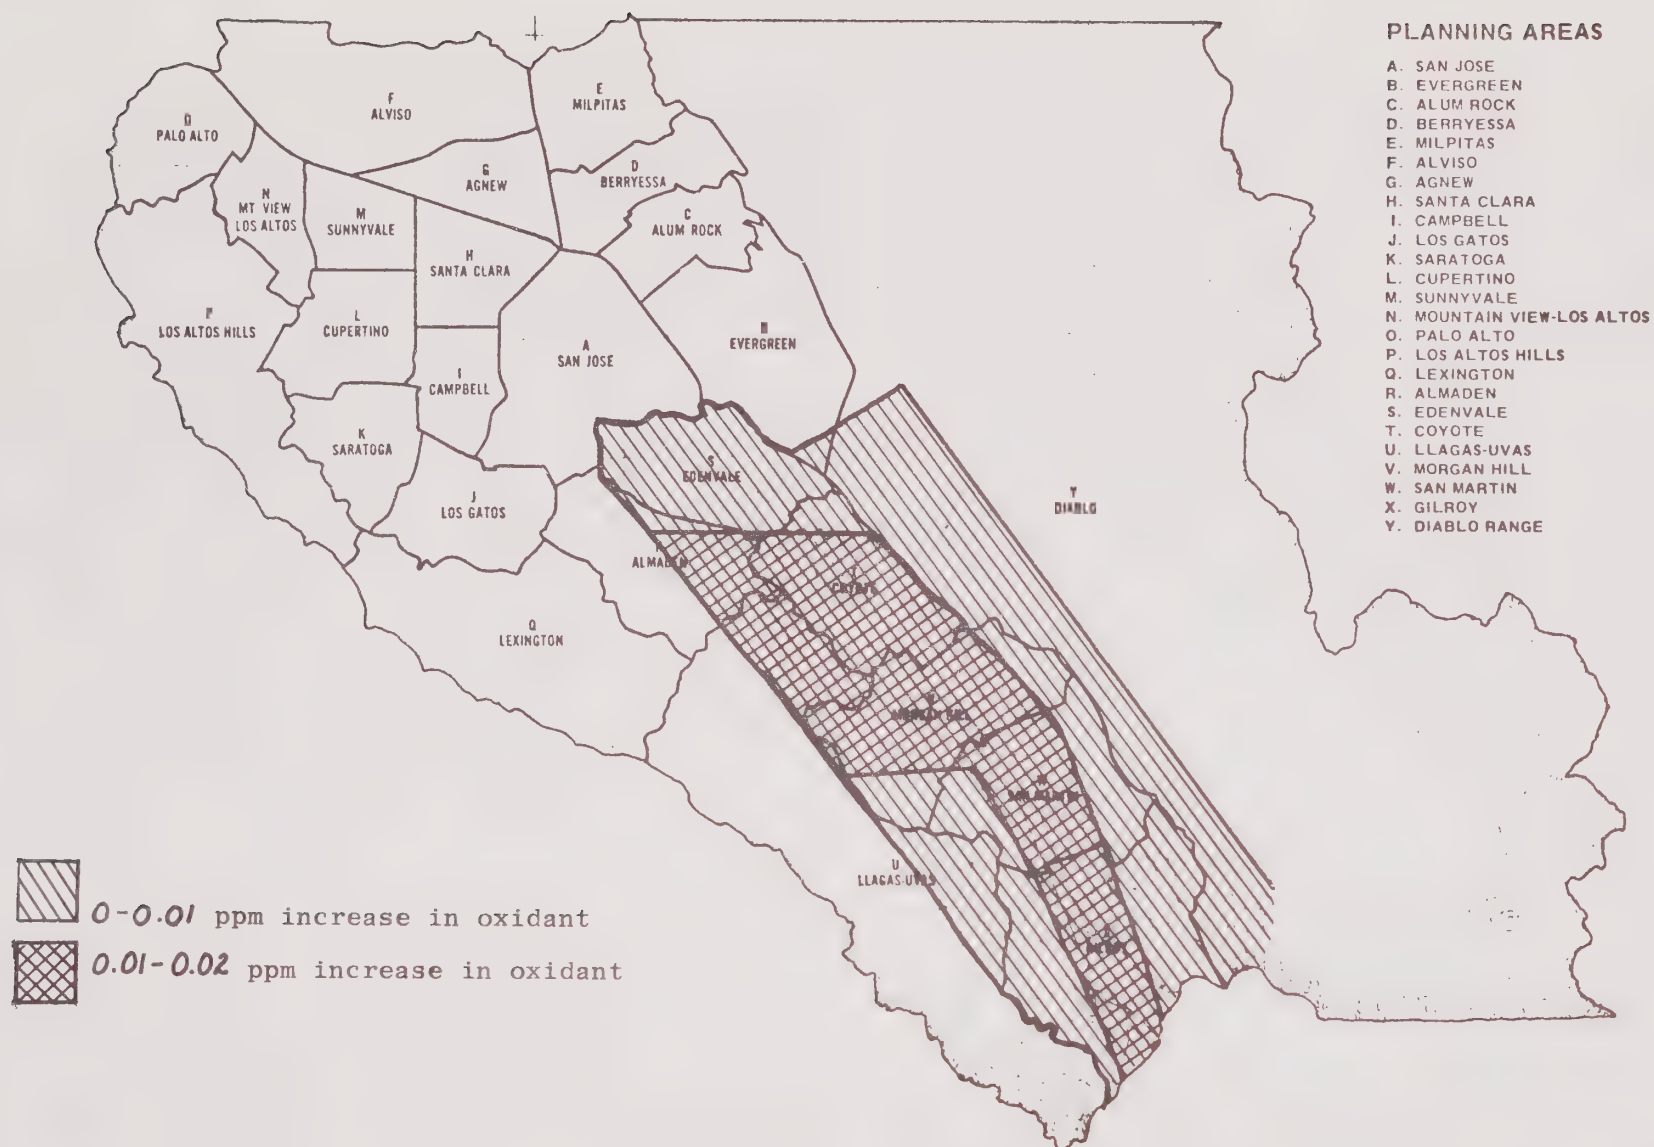 PLANNING AREAS
A. SAN JOSE
B. EVERGREEN
C. ALUM ROCK
D. BERRYESSA
E. MILPITAS
F. ALVISO
G. AGNEW
H. SANTA CLARA
I. CAMPBELL
J. LOS GATOS
K. SARATOGA
L. CUPERTINO
M. SUNNYVALE
N. MOUNTAIN VIEW-LOS ALTOS
O. PALO ALTO
P. LOS ALTOS HILLS
Q. LEXINGTON
R. ALMADEN
S. EDENVALE
T. COYOTE
U. LLAGAS-UVAS
V. MORGAN HILL
W. SAN MARTIN
X. GILROY
Y. DIABLO RANGE
E
MILPITAS
F
ALVISO
PALO ALTO
D
BERRYESSA
G
AGNEW
N
MT VIEW
LOS ALTOS
M
SUNNYVALE
C
ALUM ROCK
H
SANTA CLARA
P
LOS ALTOS HILLS
L
CUPERTINO
EVERGREEN
A
SAN JOSE
I
CAMPBELL
K
SARATOGA
S
EDENVALE
J
LOS GATOS
Y
DIABLO
ALMADEN
Q
LEXINGTON
U
LLAGAS-UVAS
0-0.01 ppm increase in oxidant
0.01-0.02 ppm increase in oxidant